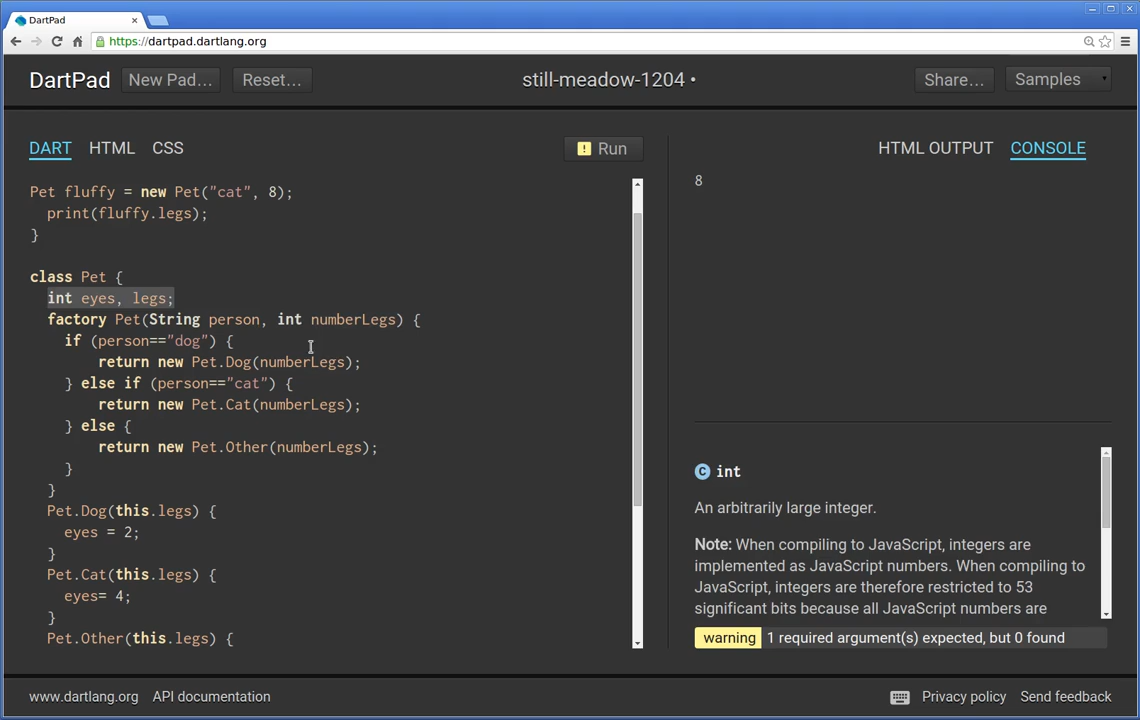 DartPad
https://dartpad.dartlang.org
DartPad New Pad... Reset... still-meadow-1204 • Share... Samples
DART HTML CSS ! Run HTML OUTPUT CONSOLE
Pet fluffy = new Pet("cat", 8);
print(fluffy.legs);
}
class Pet {
int eyes, legs;
factory Pet(String person, int numberLegs) {
if (person=="dog") {
return new Pet.Dog(numberLegs);
} else if (person=="cat") {
return new Pet.Cat(numberLegs);
} else {
return new Pet.Other(numberLegs);
}
}
Pet.Dog(this.legs) {
eyes = 2;
}
Pet.Cat(this.legs) {
eyes= 4;
}
Pet.Other(this.legs) {
8
C int
An arbitrarily large integer.
Note: When compiling to JavaScript, integers are
implemented as JavaScript numbers. When compiling to
JavaScript, integers are therefore restricted to 53
significant bits because all JavaScript numbers are
warning 1 required argument(s) expected, but 0 found
www.dartlang.org API documentation Privacy policy Send feedback